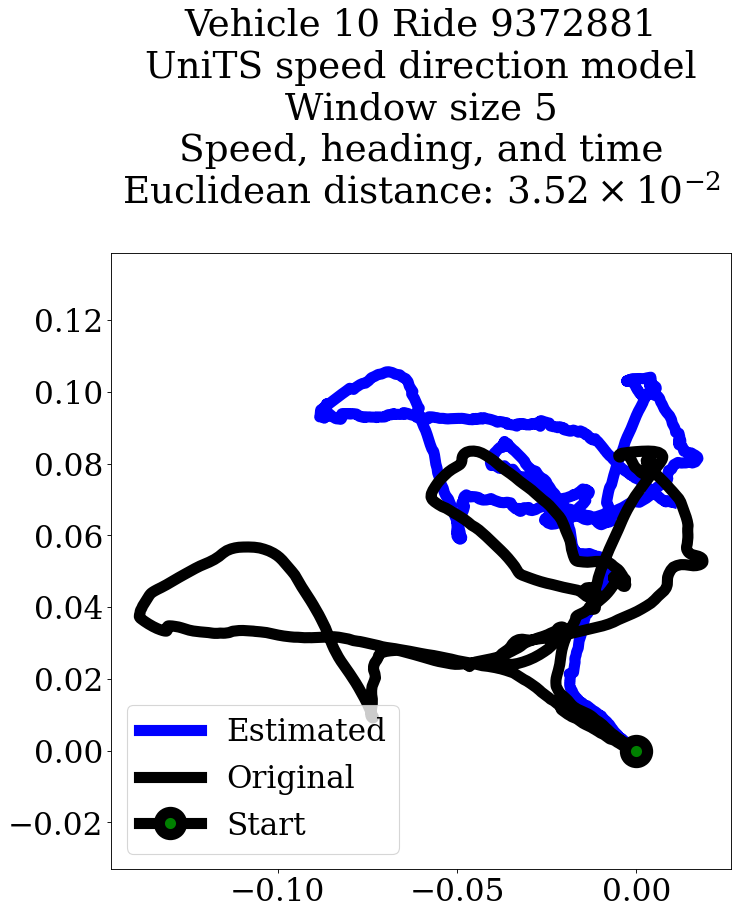 Vehicle 10 Ride 9372881
UniTS speed direction model
Window size 5
Speed, heading, and time
Euclidean distance: 3.52 × 10⁻²
0.12
0.10
0.08
0.06
0.04
0.02
0.00
−0.02
Estimated
Original
Start
−0.10
−0.05
0.00